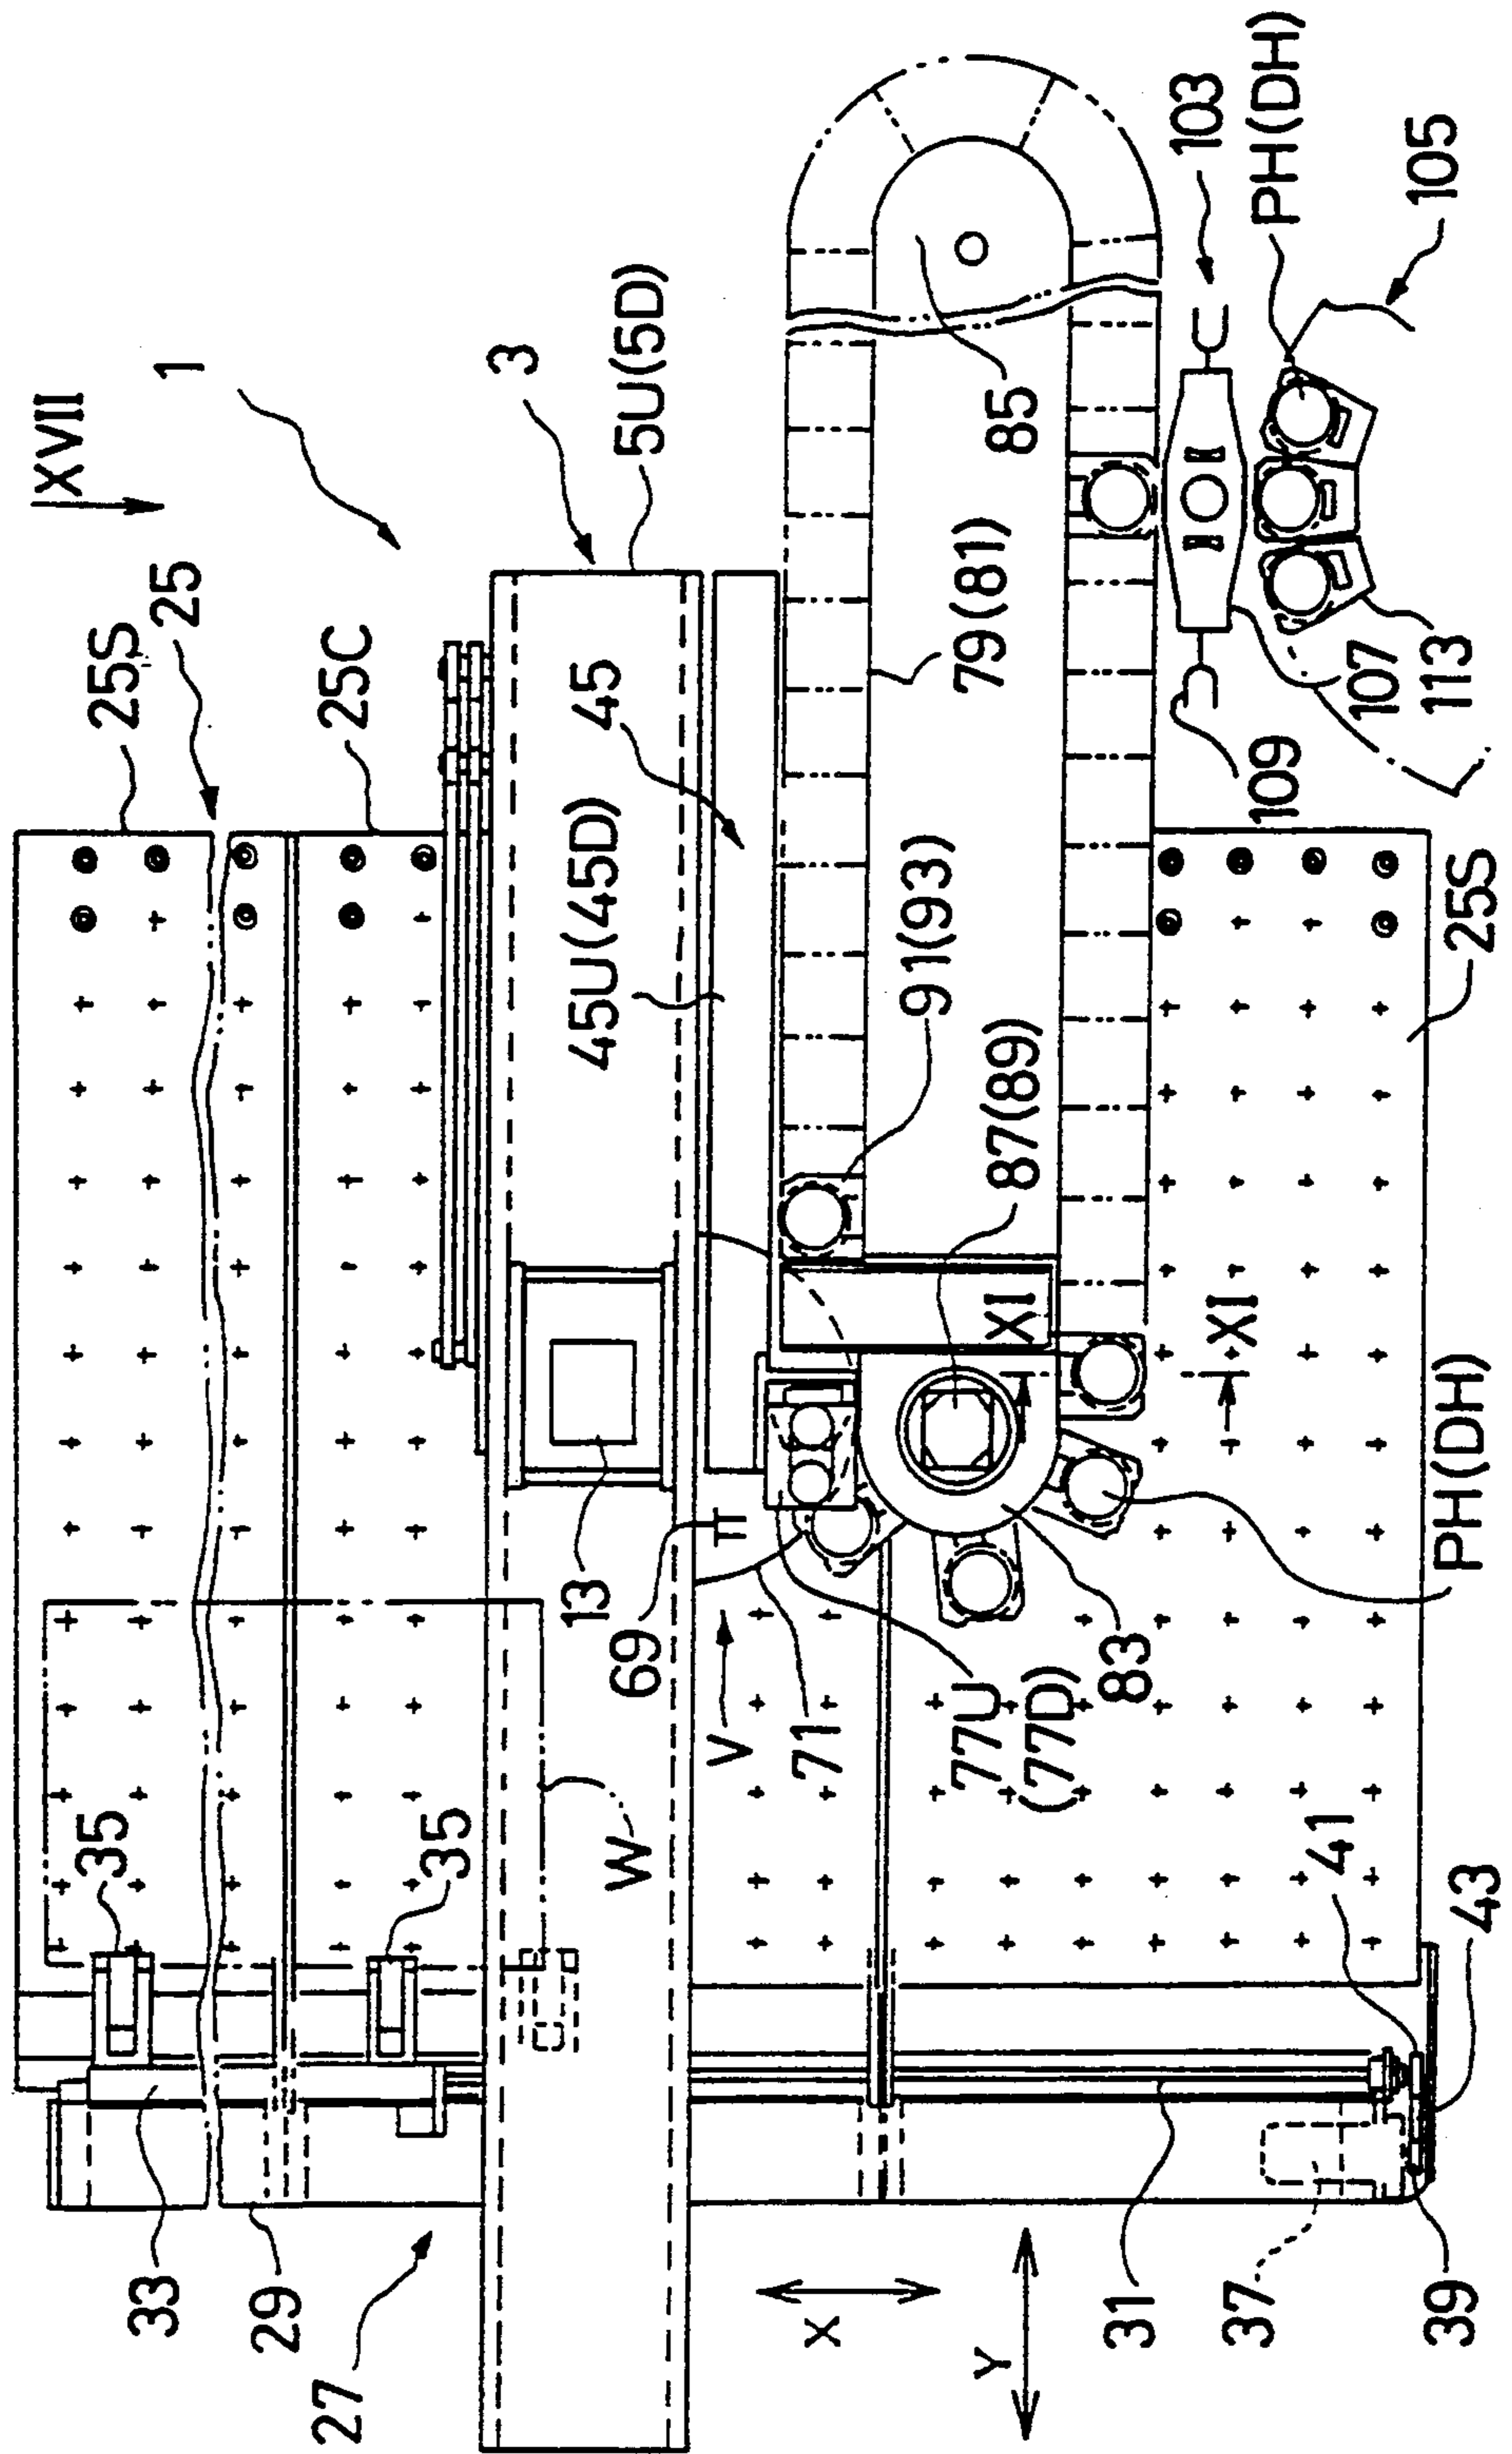 XVII
1
25S
25
25C
3
5U(5D)
103
PH(DH)
105
85
79(81)
45
45U(45D)
91(93)
87(89)
107
113
109
25S
XI
XI
13
69
V
71
77U
(77D)
83
PH(DH)
W
35
35
41
43
33
29
27
X
Y
31
37
39